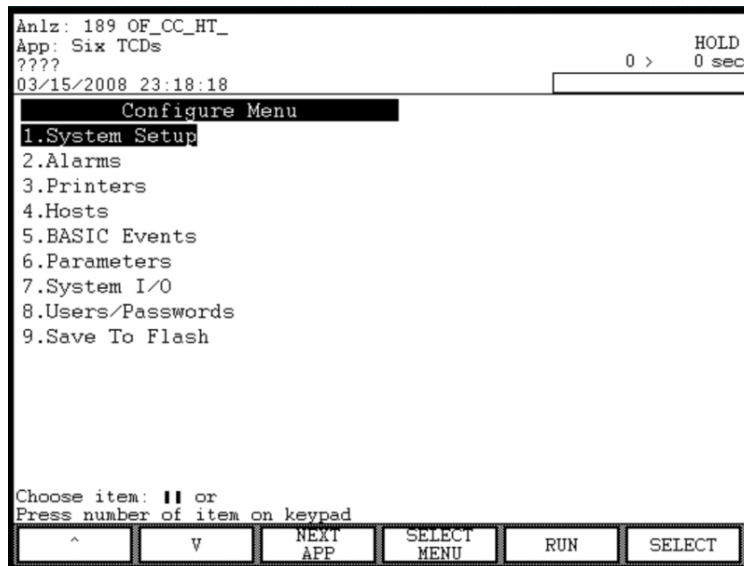 Anlz: 189 OF_CC_HT_
App: Six TCDs
HOLD
????
0 > 0 sec
03/15/2008 23:18:18
Configure Menu
1.System Setup
2.Alarms
3.Printers
4.Hosts
5.BASIC Events
6.Parameters
7.System I/O
8.Users/Passwords
9.Save To Flash
Choose item: ❙❙ or
Press number of item on keypad
^
V
NEXT
APP
SELECT
MENU
RUN
SELECT